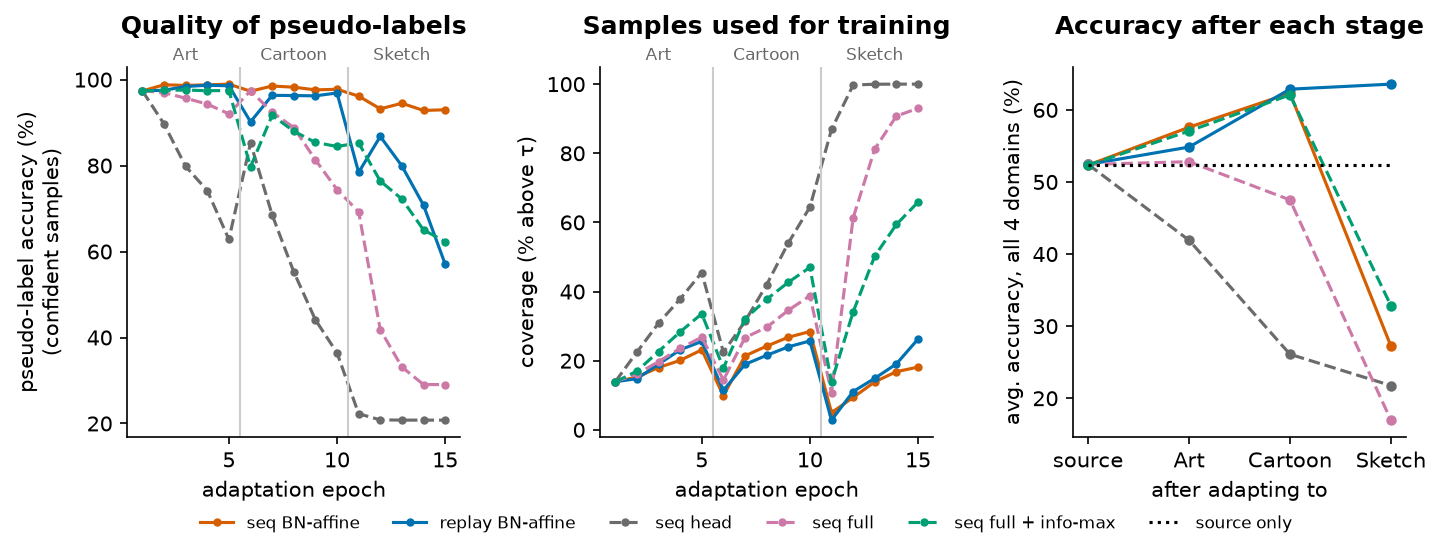 Quality of pseudo-labels
Art Cartoon Sketch
pseudo-label accuracy (%)
(confident samples)
100
80
60
40
20
5 10 15
adaptation epoch
Samples used for training
Art Cartoon Sketch
coverage (% above τ)
100
80
60
40
20
0
5 10 15
adaptation epoch
Accuracy after each stage
avg. accuracy, all 4 domains (%)
60
50
40
30
20
source Art Cartoon Sketch
after adapting to
seq BN-affine replay BN-affine seq head seq full seq full + info-max source only